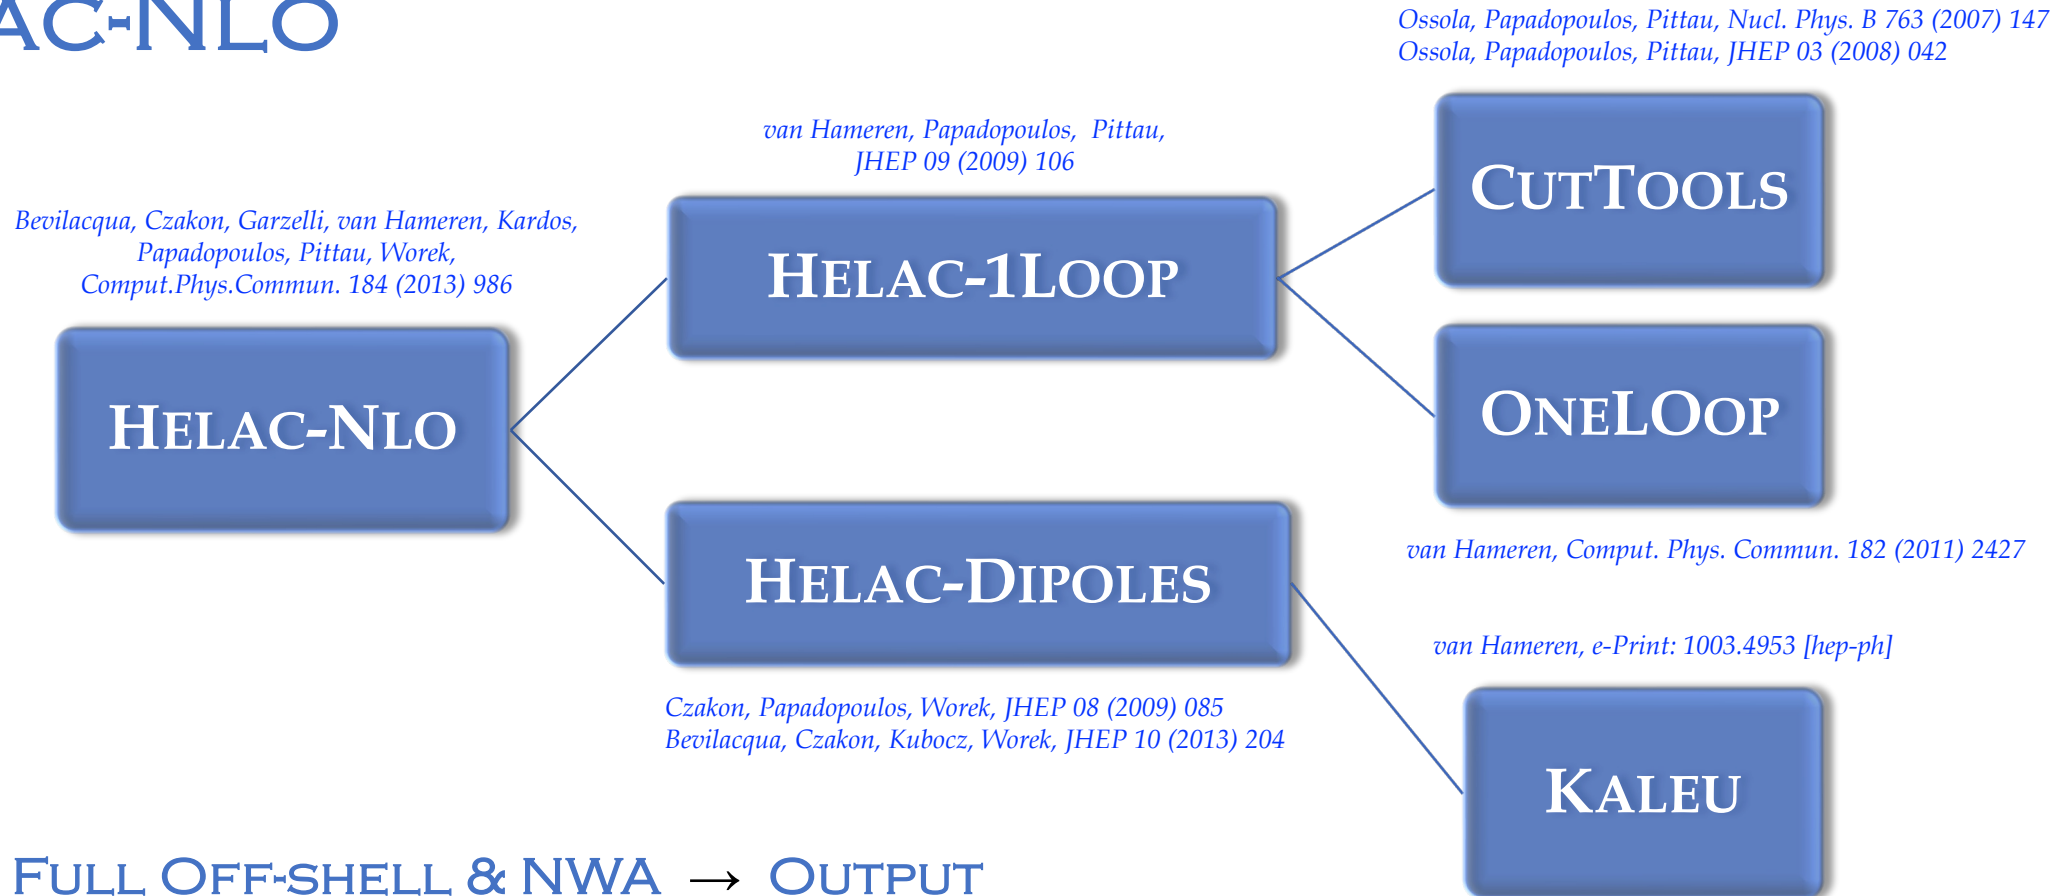 AC-NLO
Ossola, Papadopoulos, Pittau, Nucl. Phys. B 763 (2007) 147
Ossola, Papadopoulos, Pittau, JHEP 03 (2008) 042
CUTTOOLS
van Hameren, Papadopoulos, Pittau,
JHEP 09 (2009) 106
HELAC-1LOOP
Bevilacqua, Czakon, Garzelli, van Hameren, Kardos,
Papadopoulos, Pittau, Worek,
Comput.Phys.Commun. 184 (2013) 986
HELAC-NLO
ONELOOP
van Hameren, Comput. Phys. Commun. 182 (2011) 2427
HELAC-DIPOLES
Czakon, Papadopoulos, Worek, JHEP 08 (2009) 085
Bevilacqua, Czakon, Kubocz, Worek, JHEP 10 (2013) 204
van Hameren, e-Print: 1003.4953 [hep-ph]
KALEU
FULL OFF-SHELL & NWA → OUTPUT